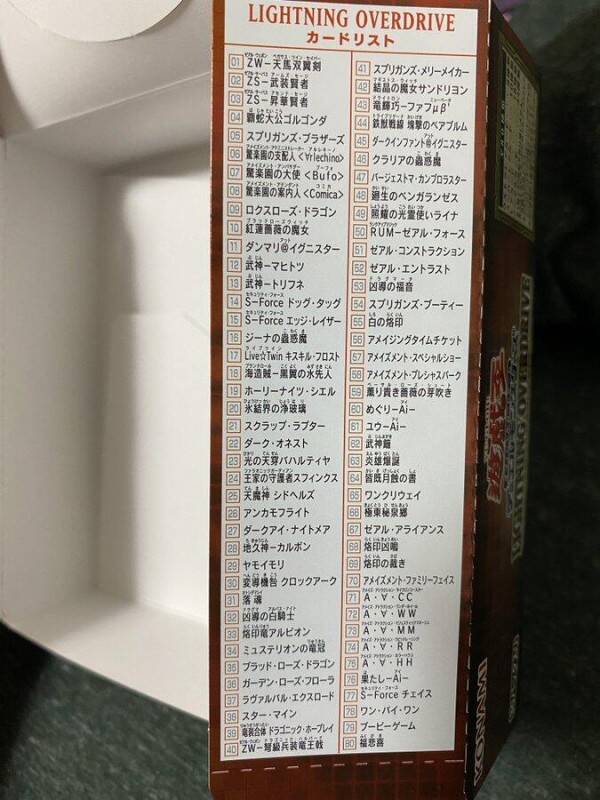 LIGHTNING OVERDRIVE
カードリスト
01 ZW－天馬双翼剣
02 ZS－武装賢者
03 ZS－昇華賢者
04 覇蛇大公ゴルゴンダ
05 スプリガンズ・ブラザーズ
06 驚楽園の支配人＜∀rlechino＞
07 驚楽園の大使＜Bufo＞
08 驚楽園の案内人＜Comica＞
09 ロクスローズ・ドラゴン
10 紅蓮薔薇の魔女
11 ダンマリ@イグニスター
12 武神－マヒトツ
13 武神－トリフネ
14 S－Force ドッグ・タッグ
15 S－Force エッジ・レイザー
16 ジーナの蟲惑魔
17 Live☆Twin キスキル・フロスト
18 海造賊－黒翼の水先人
19 ホーリーナイツ・シエル
20 氷結界の浄玻璃
21 スクラップ・ラプター
22 ダーク・オネスト
23 光の天穿バハルティヤ
24 王家の守護者スフィンクス
25 天魔神 シドヘルズ
26 アンカモフライト
27 ダークアイ・ナイトメア
28 地久神－カルボン
29 ヤモイモリ
30 変導機咎 クロックアーク
31 落魂
32 凶導の白騎士
33 烙印竜アルビオン
34 ミュステリオンの竜冠
35 ブラッド・ローズ・ドラゴン
36 ガーデン・ローズ・フローラ
37 ラヴァルバル・エクスロード
38 スター・マイン
39 竜装合体 ドラゴニック・ホープレイ
40 ZW－弩級兵装竜王戟
41 スプリガンズ・メリーメイカー
42 結晶の魔女サンドリヨン
43 竜輝巧－ファフμβ’
44 鉄獣戦線 塊撃のベアブルム
45 ダークインファント@イグニスター
46 クラリアの蟲惑魔
47 バージェストマ・カンブロラスター
48 廻生のベンガランゼス
49 照耀の光霊使いライナ
50 RUM－ゼアル・フォース
51 ゼアル・コンストラクション
52 ゼアル・エントラスト
53 凶導の福音
54 スプリガンズ・ブーティー
55 白の烙印
56 アメイジングタイムチケット
57 アメイズメント・スペシャルショー
58 アメイズメント・プレシャスパーク
59 薫り貴き薔薇の芽吹き
60 めぐりーAiー
61 ユウーAiー
62 武神籬
63 炎雄爆誕
64 皆既月蝕の書
65 ワンクリウェイ
66 極東秘泉郷
67 ゼアル・アライアンス
68 烙印凶鳴
69 烙印の裁き
70 アメイズメント・ファミリーフェイス
71 A・∀・CC
72 A・∀・WW
73 A・∀・MM
74 A・∀・RR
75 A・∀・HH
76 果たしーAiー
77 S－Force チェイス
78 ワン・バイ・ワン
79 ブービーゲーム
80 福悲喜
遊戯王
LIGHTNING OVERDRIVE
KONAMI